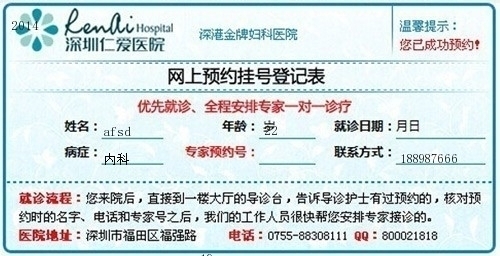 2014
RenAi Hospital
深圳仁爱医院
深港金牌妇科医院
温馨提示：
您已成功预约！
网上预约挂号登记表
优先就诊、全程安排专家一对一诊疗
姓名： afsd 年龄： 岁 22 就诊日期： 月日
病症： 内科 专家预约号： 联系方式： 188987666
就诊流程：您来院后，直接到一楼大厅的导诊台，告诉导诊护士有过预约的，核对预
约时的名字、电话和专家号之后，我们的工作人员很快帮您安排专家接诊的。
医院地址：深圳市福田区福强路 电话：0755-88308111 QQ：800021818